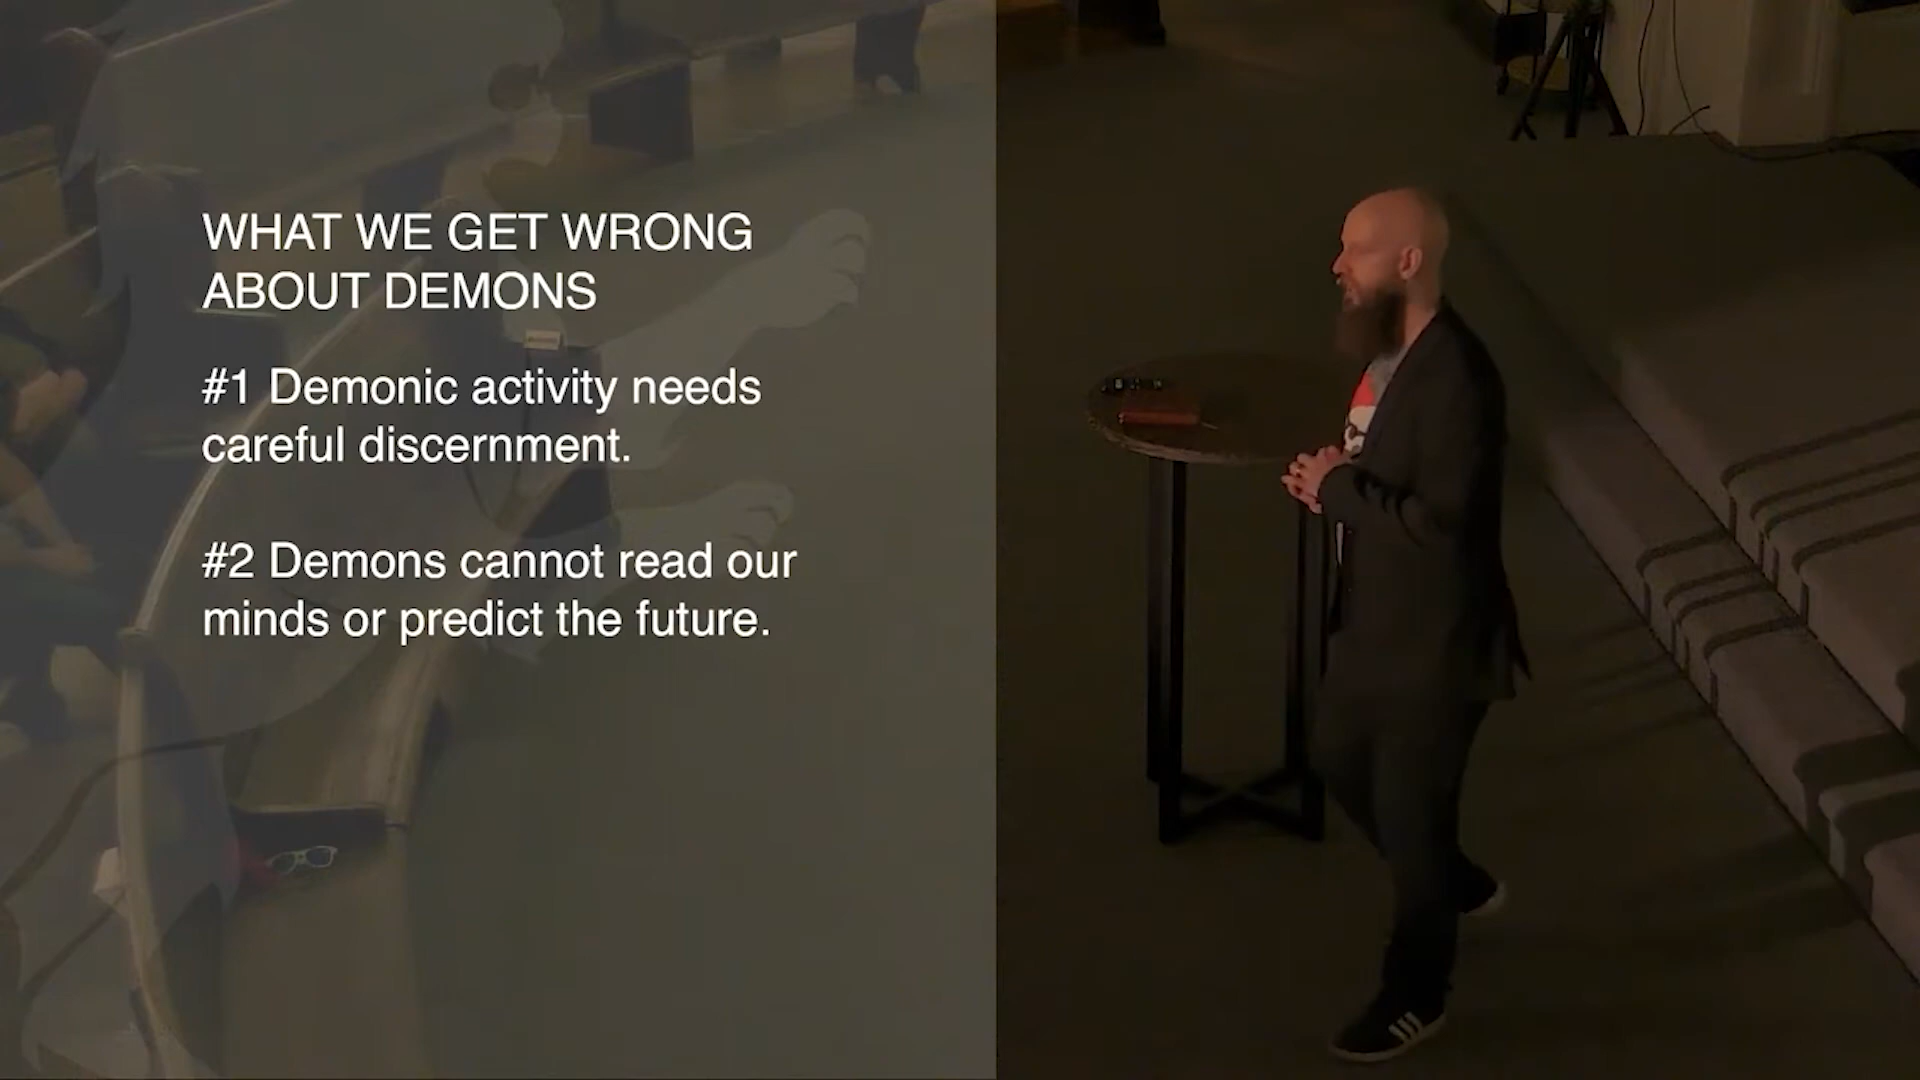 WHAT WE GET WRONG
ABOUT DEMONS
#1 Demonic activity needs
careful discernment.
#2 Demons cannot read our
minds or predict the future.